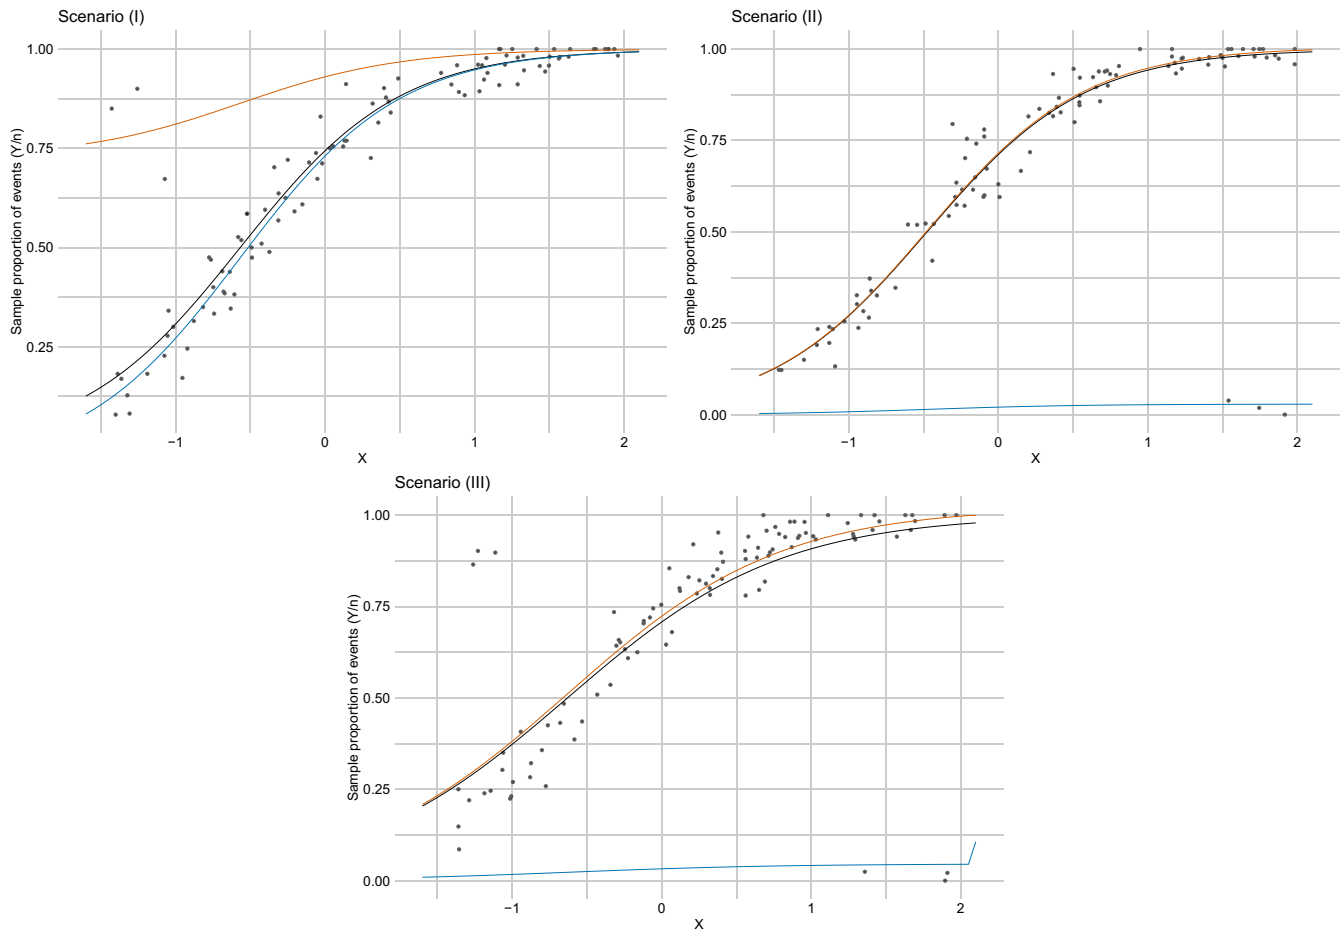 Scenario (I)
Sample proportion of events (Y/n)
1.00
0.75
0.50
0.25
−1
0
1
2
X
Scenario (II)
Sample proportion of events (Y/n)
1.00
0.75
0.50
0.25
0.00
−1
0
1
2
X
Scenario (III)
Sample proportion of events (Y/n)
1.00
0.75
0.50
0.25
0.00
−1
0
1
2
X